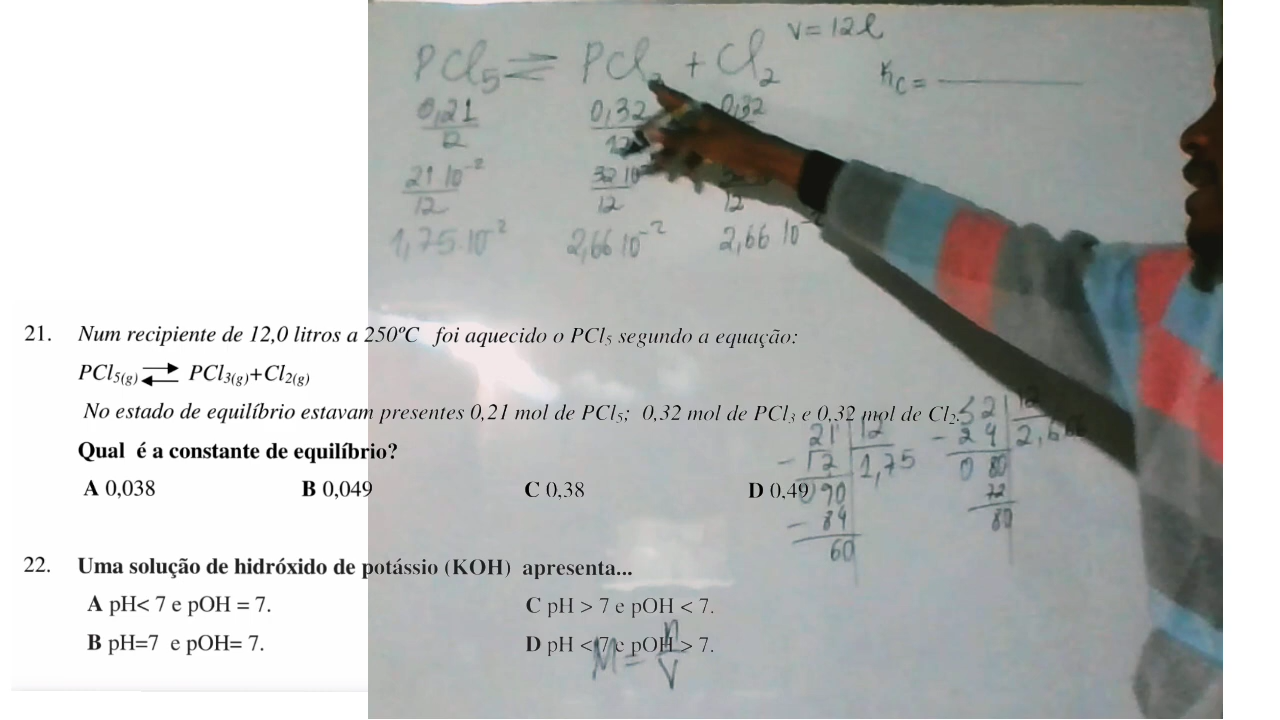 PCl5 ⇌ PCl + Cl2 V = 12l
Kc =
0,21 0,32 0,32
12 12
21 10⁻² 32 10
12 12 12
1,75.10⁻² 2,66 10⁻² 2,66 10⁻²
21. Num recipiente de 12,0 litros a 250ºC foi aquecido o PCl5 segundo a equação:
PCl5(g) ⇄ PCl3(g)+Cl2(g)
No estado de equilíbrio estavam presentes 0,21 mol de PCl5; 0,32 mol de PCl3 e 0,32 mol de Cl2.
Qual é a constante de equilíbrio?
A 0,038 B 0,049 C 0,38 D 0,49
21 12
- 12 1,75
090
- 84
60
32 12
- 24 2,666
0 80
72
80
22. Uma solução de hidróxido de potássio (KOH) apresenta...
A pH< 7 e pOH = 7. C pH > 7 e pOH < 7.
B pH=7 e pOH= 7. D pH < 7 e pOH > 7.
M = n
V